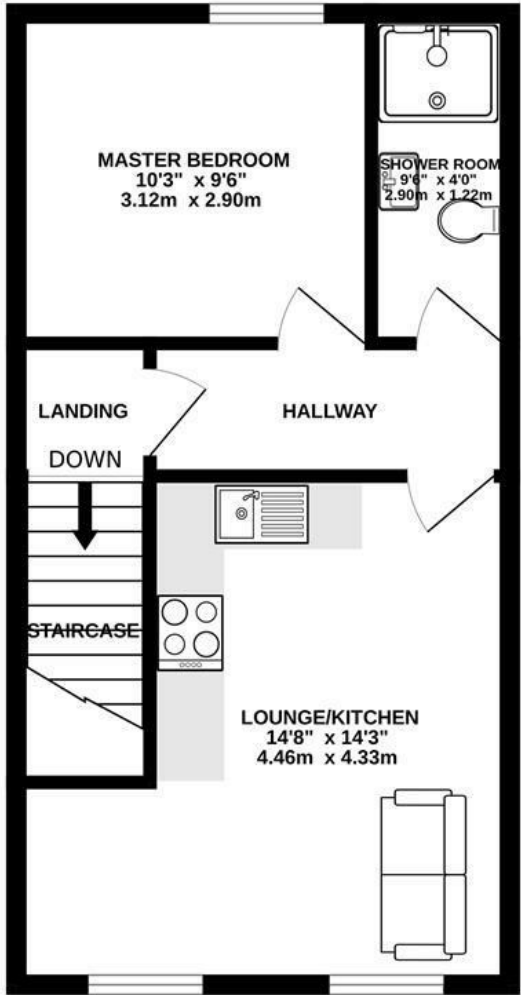 MASTER BEDROOM
10'3" x 9'6"
3.12m x 2.90m
SHOWER ROOM
9'6" x 4'0"
2.90m x 1.22m
LANDING
HALLWAY
DOWN
STAIRCASE
LOUNGE/KITCHEN
14'8" x 14'3"
4.46m x 4.33m